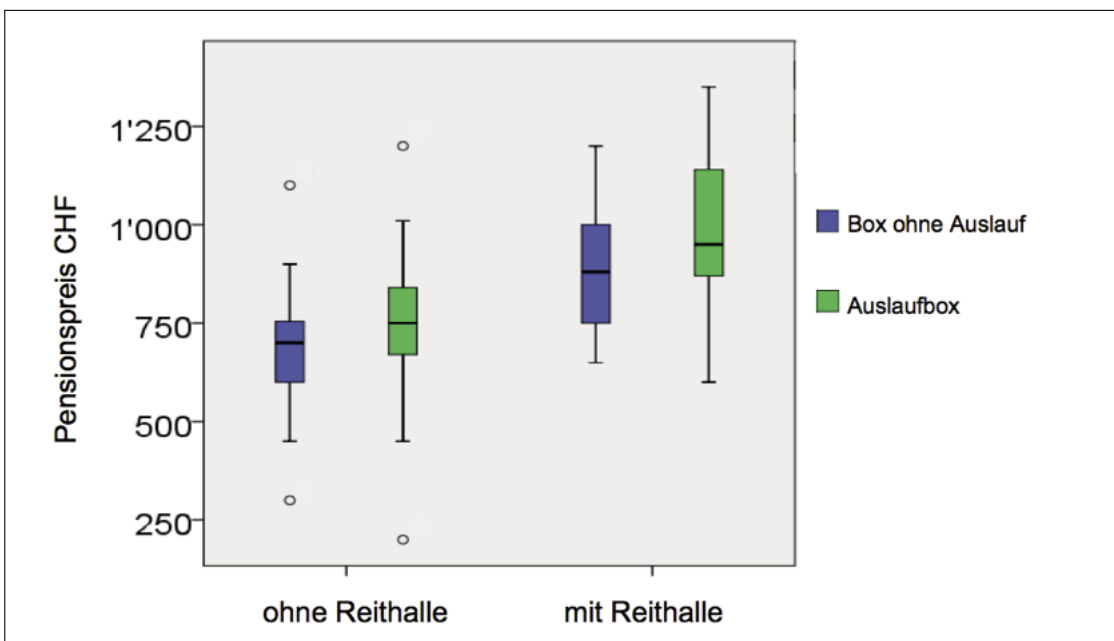 Pensionspreis CHF
1'250
1'000
750
500
250
ohne Reithalle
mit Reithalle
Box ohne Auslauf
Auslaufbox